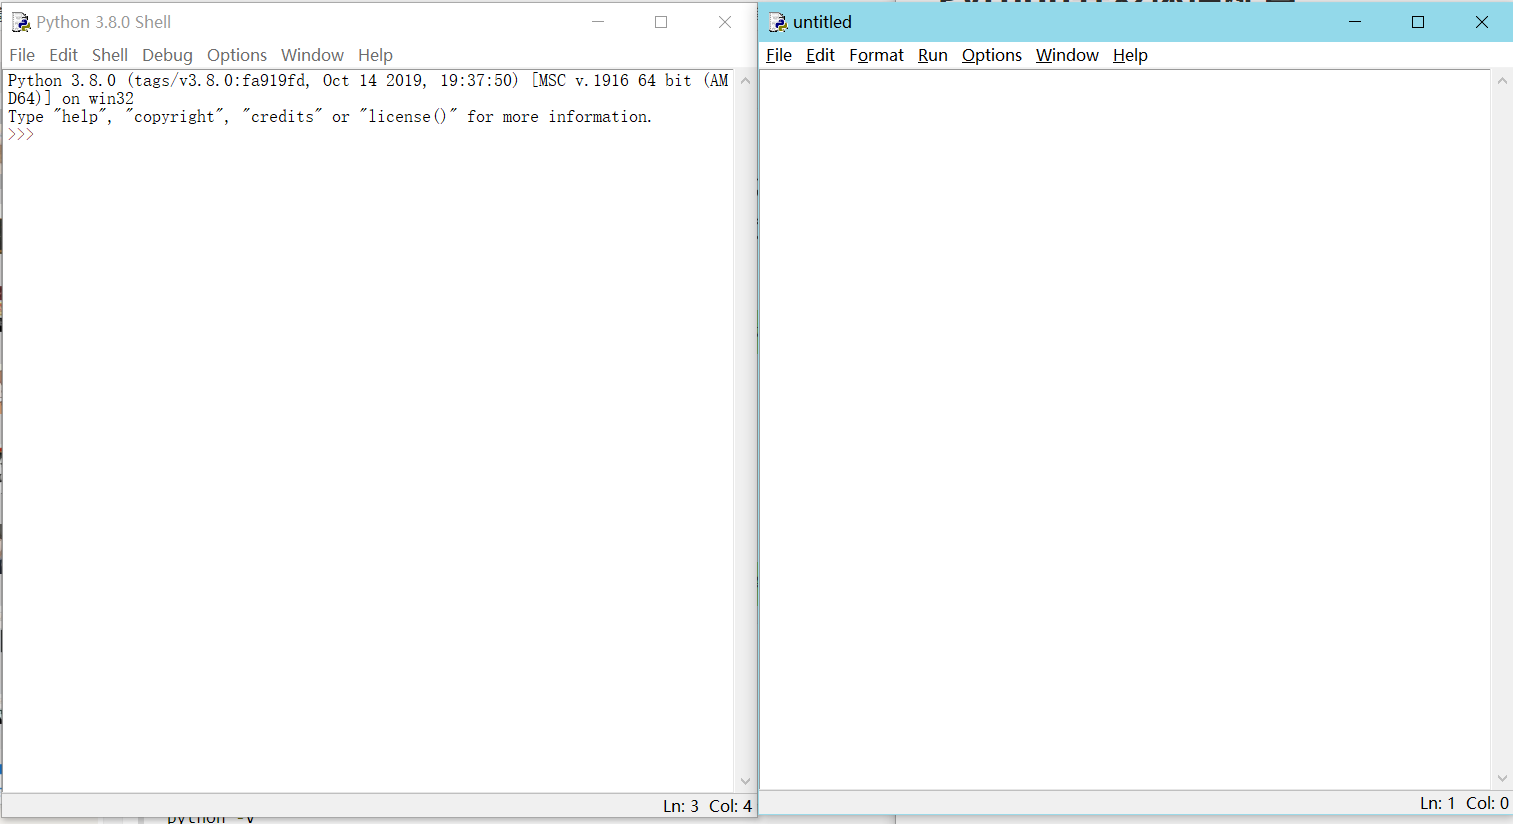 Python 3.8.0 Shell
File Edit Shell Debug Options Window Help
Python 3.8.0 (tags/v3.8.0:fa919fd, Oct 14 2019, 19:37:50) [MSC v.1916 64 bit (AM
D64)] on win32
Type "help", "copyright", "credits" or "license()" for more information.
>>>
Ln: 3 Col: 4
untitled
File Edit Format Run Options Window Help
Ln: 1 Col: 0
python -V